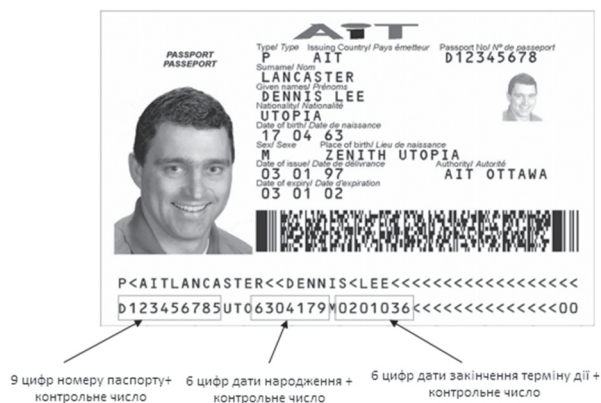 AIT
PASSPORT
PASSEPORT
Type/ Type Issuing Country/ Pays émetteur Passport No/ Nº de passeport
P AIT D12345678
Surname/ Nom
LANCASTER
Given names/ Prénoms
DENNIS LEE
Nationality/ Nationalité
UTOPIA
Date of birth/ Date de naissance
17 04 63
Sex/ Sexe Place of birth/ Lieu de naissance
M ZENITH UTOPIA
Date of issue/ Date de délivrance Authority/ Autorité
03 01 97 AIT OTTAWA
Date of expiry/ Date d'expiration
03 01 02
P<AITLANCASTER<<DENNIS<LEE<<<<<<<<<<<<<<<<<<
D123456785UTO6304179M0201036<<<<<<<<<<<<<<00
9 цифр номеру паспорту+
контрольне число
6 цифр дати народження +
контрольне число
6 цифр дати закінчення терміну дії +
контрольне число